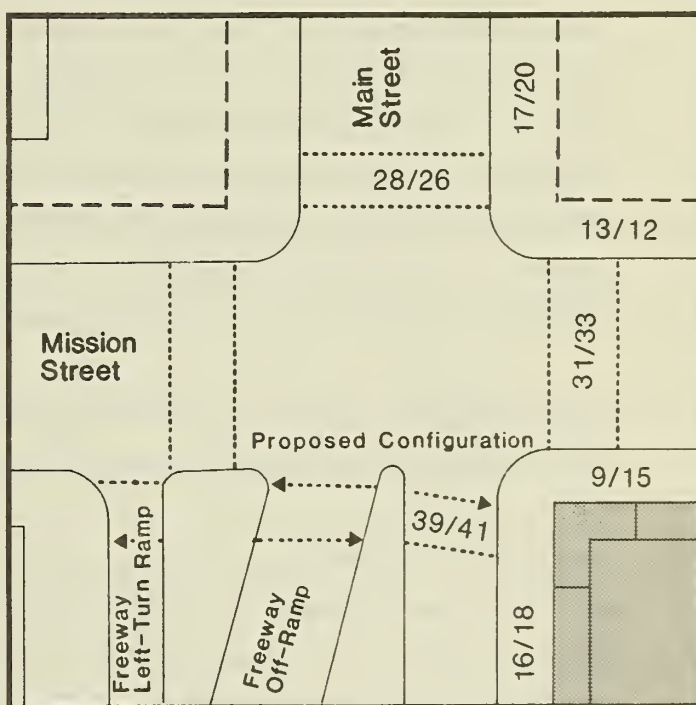 Main
Street
17/20
28/26
13/12
Mission
Street
31/33
Proposed Configuration
9/15
39/41
Freeway
Left-Turn Ramp
Freeway
Off-Ramp
16/18